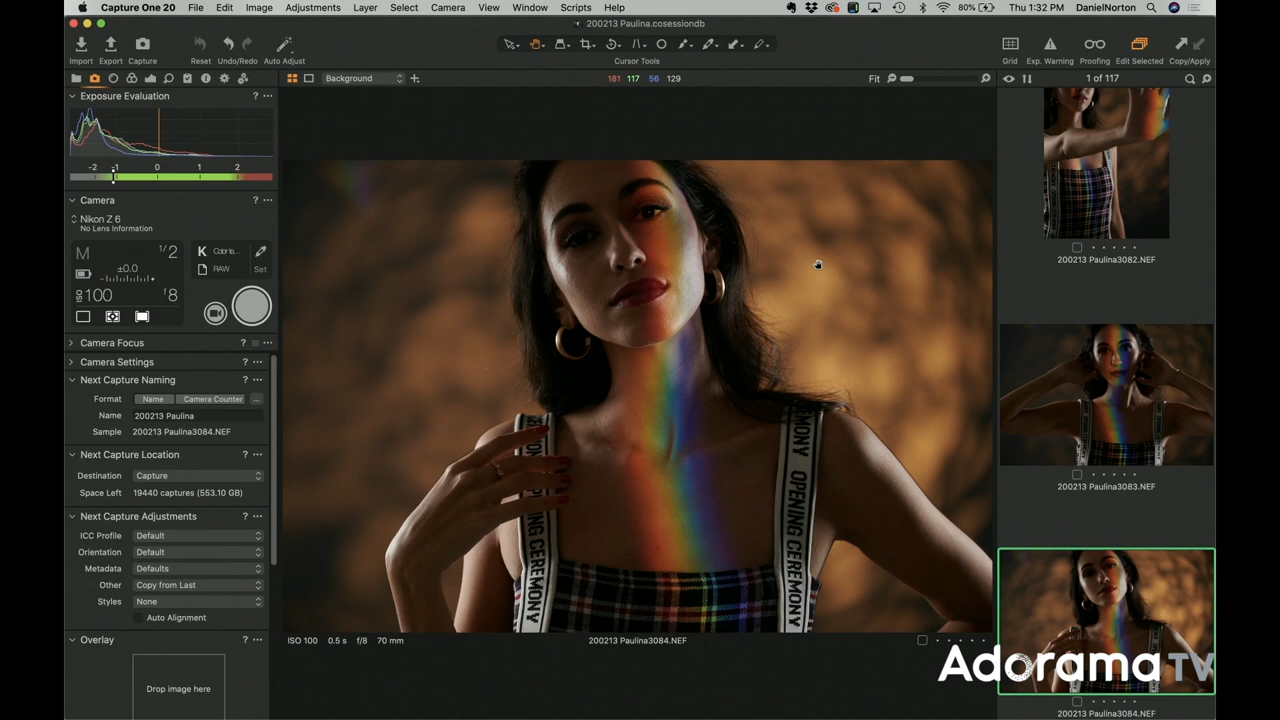 Capture One 20 File Edit Image Adjustments Layer Select Camera View Window Scripts Help 80% Thu 1:32 PM DanielNorton
200213 Paulina.cosessiondb
Import Export Capture Reset Undo/Redo Auto Adjust Cursor Tools Grid Exp. Warning Proofing Edit Selected Copy/Apply
Background 181 117 56 129 Fit 1 of 117
Exposure Evaluation ?
-2 -1 0 1 2
Camera ?
Nikon Z 6
No Lens Information
M 1/2 K
±0.0 RAW Set
ISO 100 f 8
Camera Focus ?
Camera Settings ?
Next Capture Naming ?
Format Name Camera Counter ...
Name 200213 Paulina
Sample 200213 Paulina3084.NEF
Next Capture Location ?
Destination Capture
Space Left 19440 captures (553.10 GB)
Next Capture Adjustments ?
ICC Profile Default
Orientation Default
Metadata Defaults
Other Copy from Last
Styles None
Auto Alignment
Overlay ?
Drop image here
OPENING CEREMONY
OPENING CEREMONY
EMONY
EMONY
ISO 100 0.5 s f/8 70 mm 200213 Paulina3084.NEF
200213 Paulina3082.NEF
200213 Paulina3083.NEF
Adorama TV
200213 Paulina3084.NEF